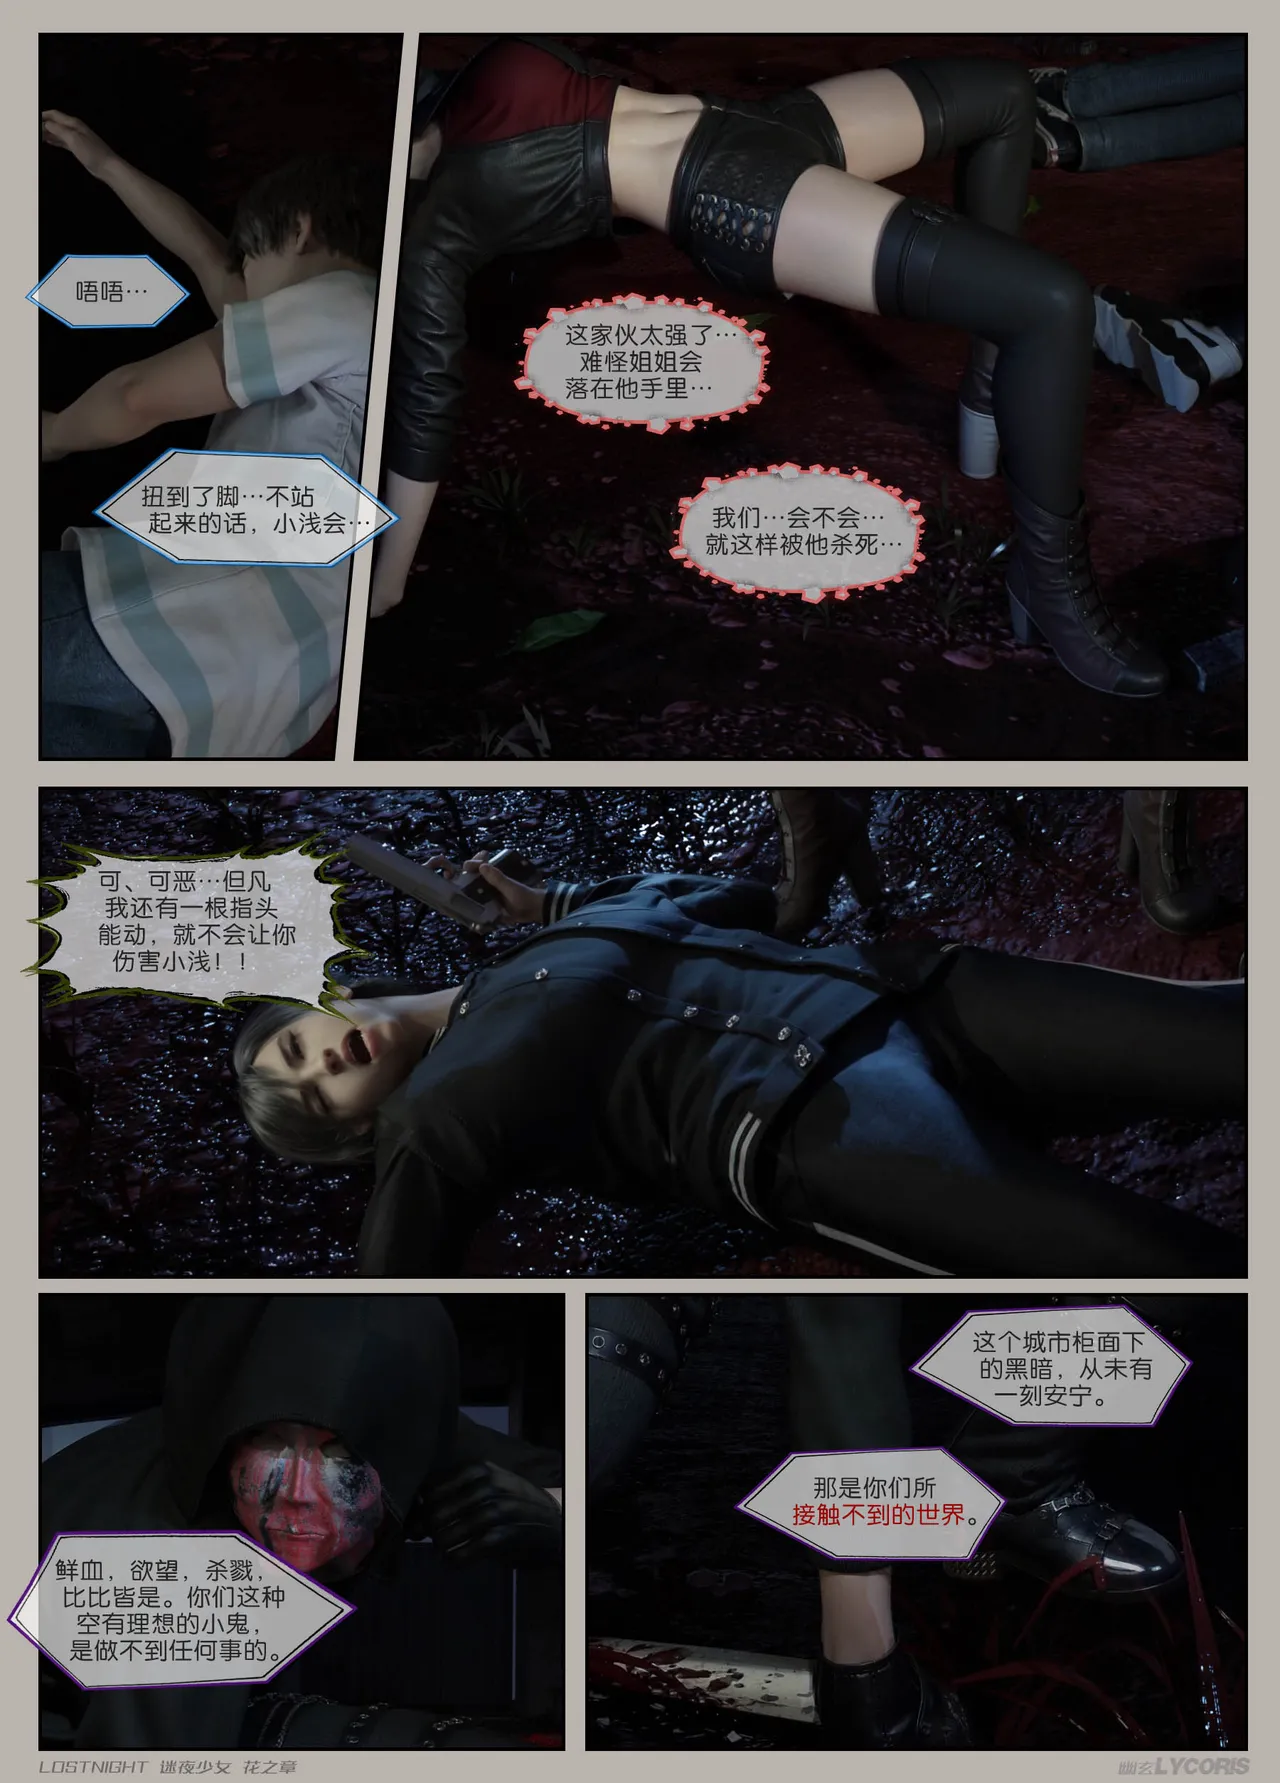 唔唔…
扭到了脚…不站
起来的话，小浅会…
这家伙太强了…
难怪姐姐会
落在他手里…
我们…会不会…
就这样被他杀死…
可、可恶…但凡
我还有一根指头
能动，就不会让你
伤害小浅！！
鲜血，欲望，杀戮，
比比皆是。你们这种
空有理想的小鬼，
是做不到任何事的。
这个城市柜面下
的黑暗，从未有
一刻安宁。
那是你们所
接触不到的世界。
LOSTNIGHT 迷夜少女 花之章
幽玄LYCORIS